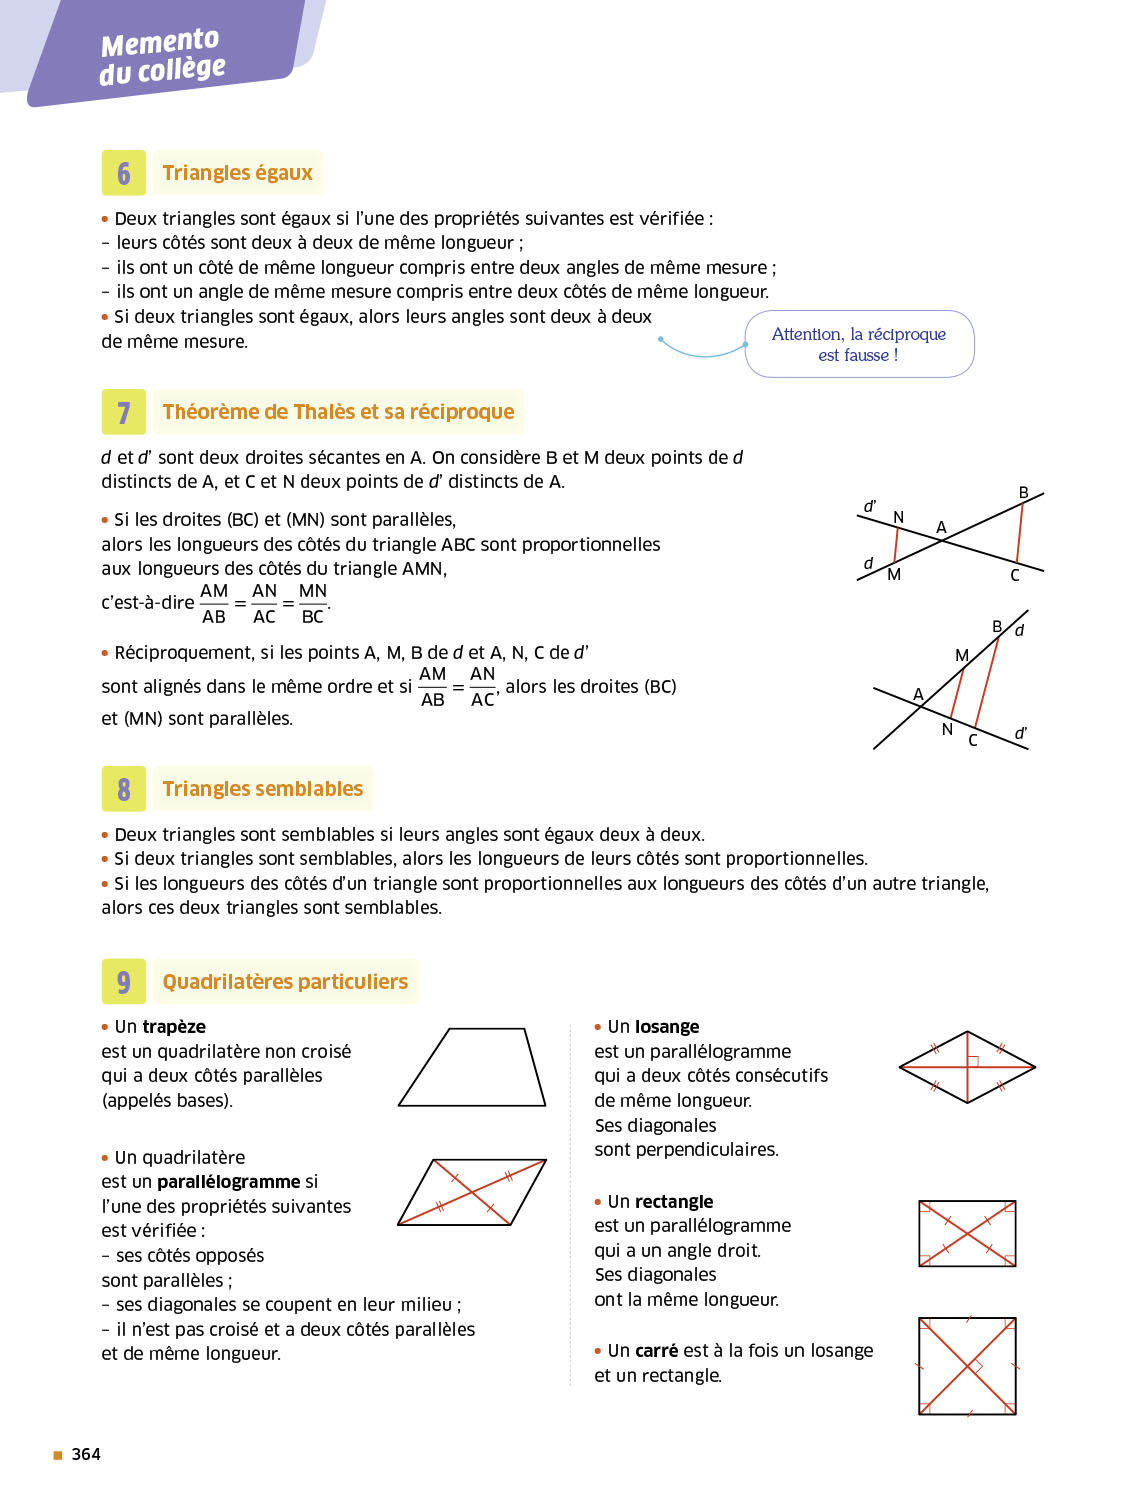 Memento
du collège
6 Triangles égaux
• Deux triangles sont égaux si l'une des propriétés suivantes est vérifiée :
– leurs côtés sont deux à deux de même longueur ;
– ils ont un côté de même longueur compris entre deux angles de même mesure ;
– ils ont un angle de même mesure compris entre deux côtés de même longueur.
• Si deux triangles sont égaux, alors leurs angles sont deux à deux
de même mesure.
Attention, la réciproque
est fausse !
7 Théorème de Thalès et sa réciproque
d et d' sont deux droites sécantes en A. On considère B et M deux points de d
distincts de A, et C et N deux points de d' distincts de A.
• Si les droites (BC) et (MN) sont parallèles,
alors les longueurs des côtés du triangle ABC sont proportionnelles
aux longueurs des côtés du triangle AMN,
c'est-à-dire AM/AB = AN/AC = MN/BC.
d'
N
A
B
d
M
C
• Réciproquement, si les points A, M, B de d et A, N, C de d'
sont alignés dans le même ordre et si AM/AB = AN/AC, alors les droites (BC)
et (MN) sont parallèles.
B
d
M
A
N
C
d'
8 Triangles semblables
• Deux triangles sont semblables si leurs angles sont égaux deux à deux.
• Si deux triangles sont semblables, alors les longueurs de leurs côtés sont proportionnelles.
• Si les longueurs des côtés d'un triangle sont proportionnelles aux longueurs des côtés d'un autre triangle,
alors ces deux triangles sont semblables.
9 Quadrilatères particuliers
• Un trapèze
est un quadrilatère non croisé
qui a deux côtés parallèles
(appelés bases).
• Un quadrilatère
est un parallélogramme si
l'une des propriétés suivantes
est vérifiée :
– ses côtés opposés
sont parallèles ;
– ses diagonales se coupent en leur milieu ;
– il n'est pas croisé et a deux côtés parallèles
et de même longueur.
• Un losange
est un parallélogramme
qui a deux côtés consécutifs
de même longueur.
Ses diagonales
sont perpendiculaires.
• Un rectangle
est un parallélogramme
qui a un angle droit.
Ses diagonales
ont la même longueur.
• Un carré est à la fois un losange
et un rectangle.
364